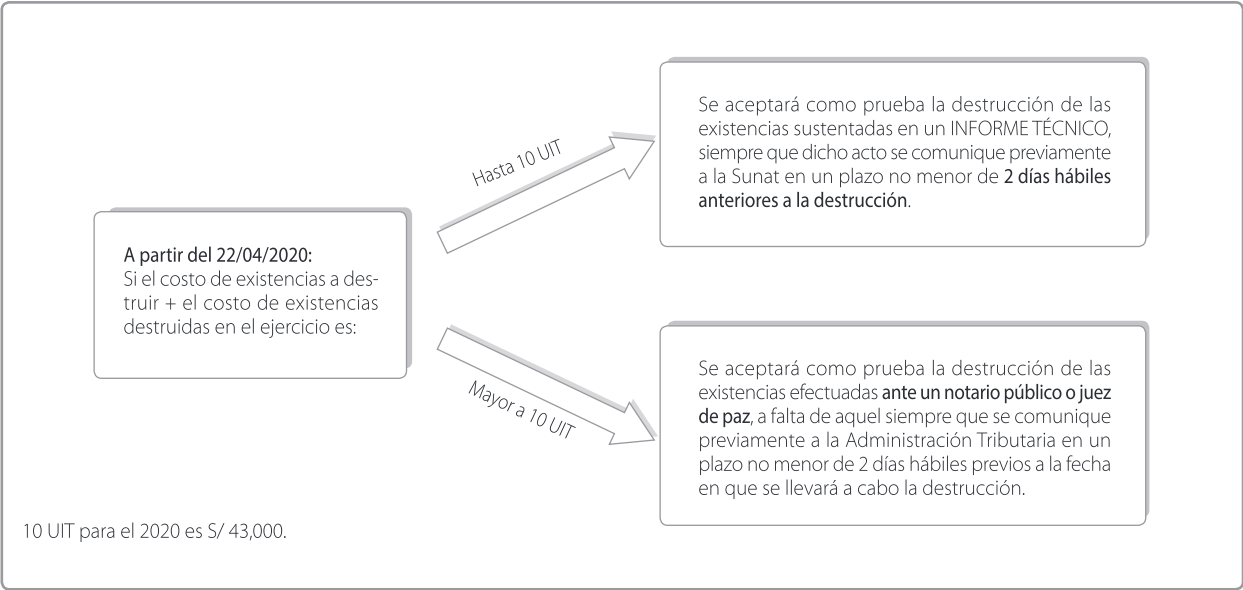 A partir del 22/04/2020:
Si el costo de existencias a des-
truir + el costo de existencias
destruidas en el ejercicio es:
Hasta 10 UIT
Se aceptará como prueba la destrucción de las
existencias sustentadas en un INFORME TÉCNICO,
siempre que dicho acto se comunique previamente
a la Sunat en un plazo no menor de 2 días hábiles
anteriores a la destrucción.
Mayor a 10 UIT
Se aceptará como prueba la destrucción de las
existencias efectuadas ante un notario público o juez
de paz, a falta de aquel siempre que se comunique
previamente a la Administración Tributaria en un
plazo no menor de 2 días hábiles previos a la fecha
en que se llevará a cabo la destrucción.
10 UIT para el 2020 es S/ 43,000.